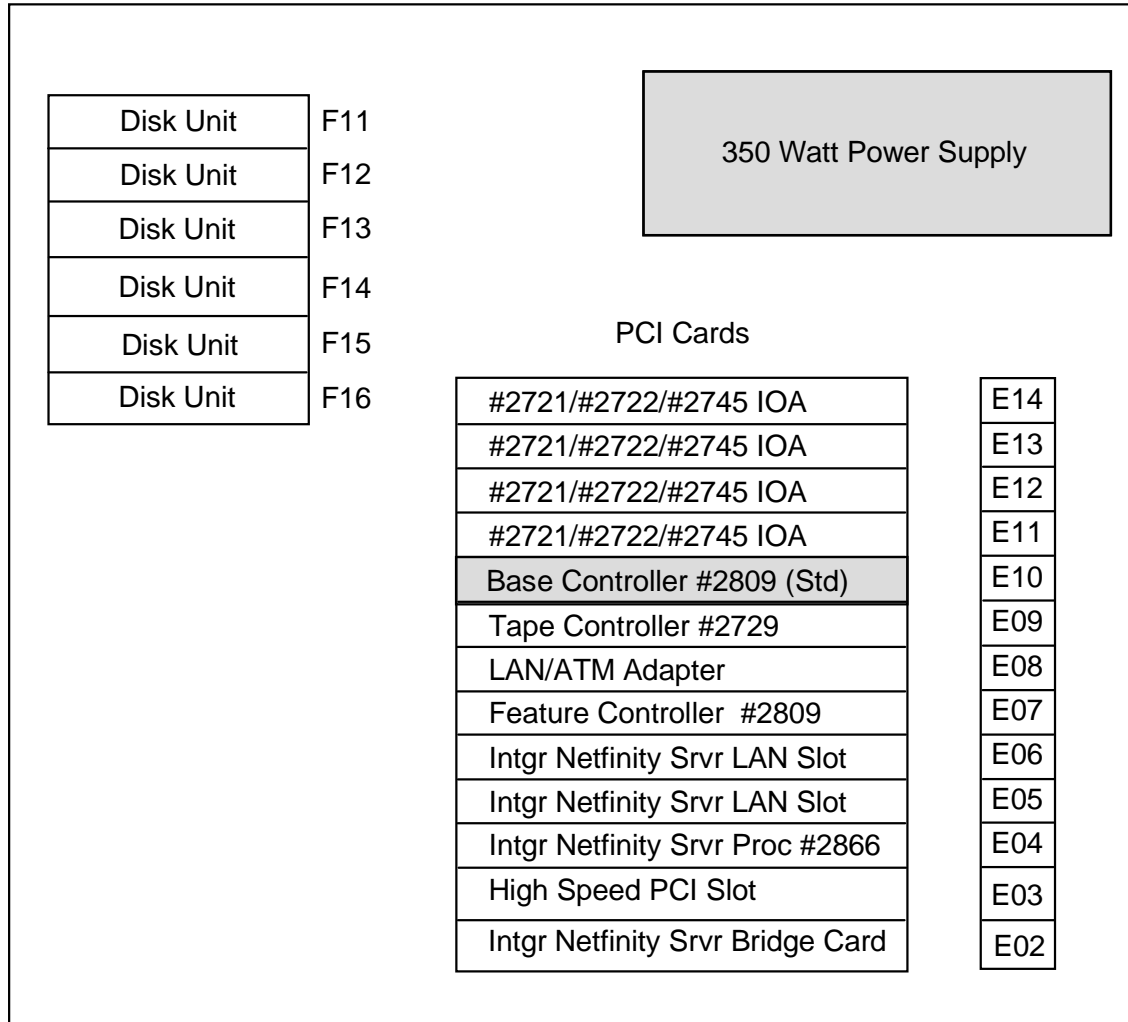 Disk Unit F11
Disk Unit F12
Disk Unit F13
Disk Unit F14
Disk Unit F15
Disk Unit F16
350 Watt Power Supply
PCI Cards
#2721/#2722/#2745 IOA E14
#2721/#2722/#2745 IOA E13
#2721/#2722/#2745 IOA E12
#2721/#2722/#2745 IOA E11
Base Controller #2809 (Std) E10
Tape Controller #2729 E09
LAN/ATM Adapter E08
Feature Controller #2809 E07
Intgr Netfinity Srvr LAN Slot E06
Intgr Netfinity Srvr LAN Slot E05
Intgr Netfinity Srvr Proc #2866 E04
High Speed PCI Slot E03
Intgr Netfinity Srvr Bridge Card E02